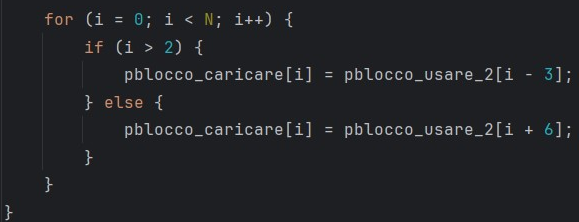 for (i = 0; i < N; i++) {
if (i > 2) {
pblocco_caricare[i] = pblocco_usare_2[i - 3];
} else {
pblocco_caricare[i] = pblocco_usare_2[i + 6];
}
}
}